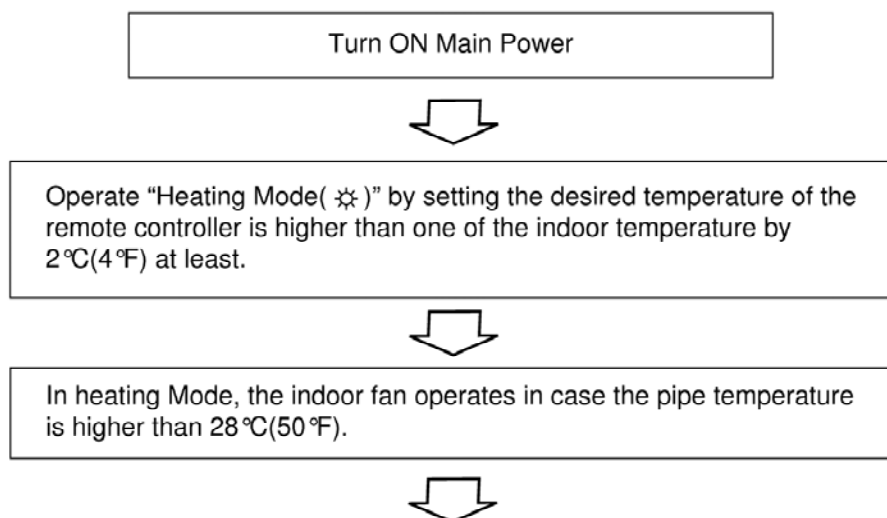 Turn ON Main Power
Operate “Heating Mode( ☼ )” by setting the desired temperature of the
remote controller is higher than one of the indoor temperature by
2℃(4℉) at least.
In heating Mode, the indoor fan operates in case the pipe temperature
is higher than 28℃(50℉).